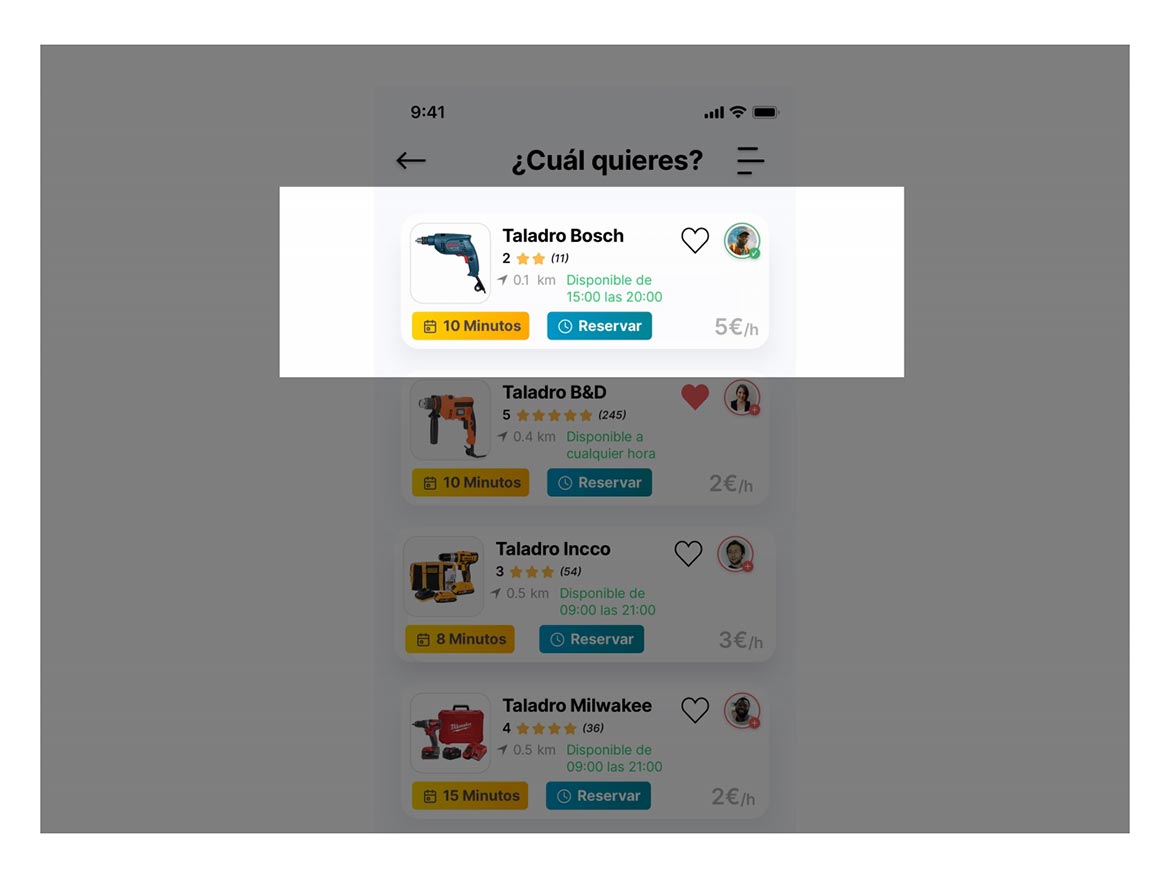 9:41
¿Cuál quieres?
Taladro Bosch
2 (11)
0.1 km Disponible de
15:00 las 20:00
10 Minutos Reservar 5€/h
Taladro B&D
5 (245)
0.4 km Disponible a
cualquier hora
10 Minutos Reservar 2€/h
Taladro Incco
3 (54)
0.5 km Disponible de
09:00 las 21:00
8 Minutos Reservar 3€/h
Taladro Milwakee
4 (36)
0.5 km Disponible de
09:00 las 21:00
15 Minutos Reservar 2€/h